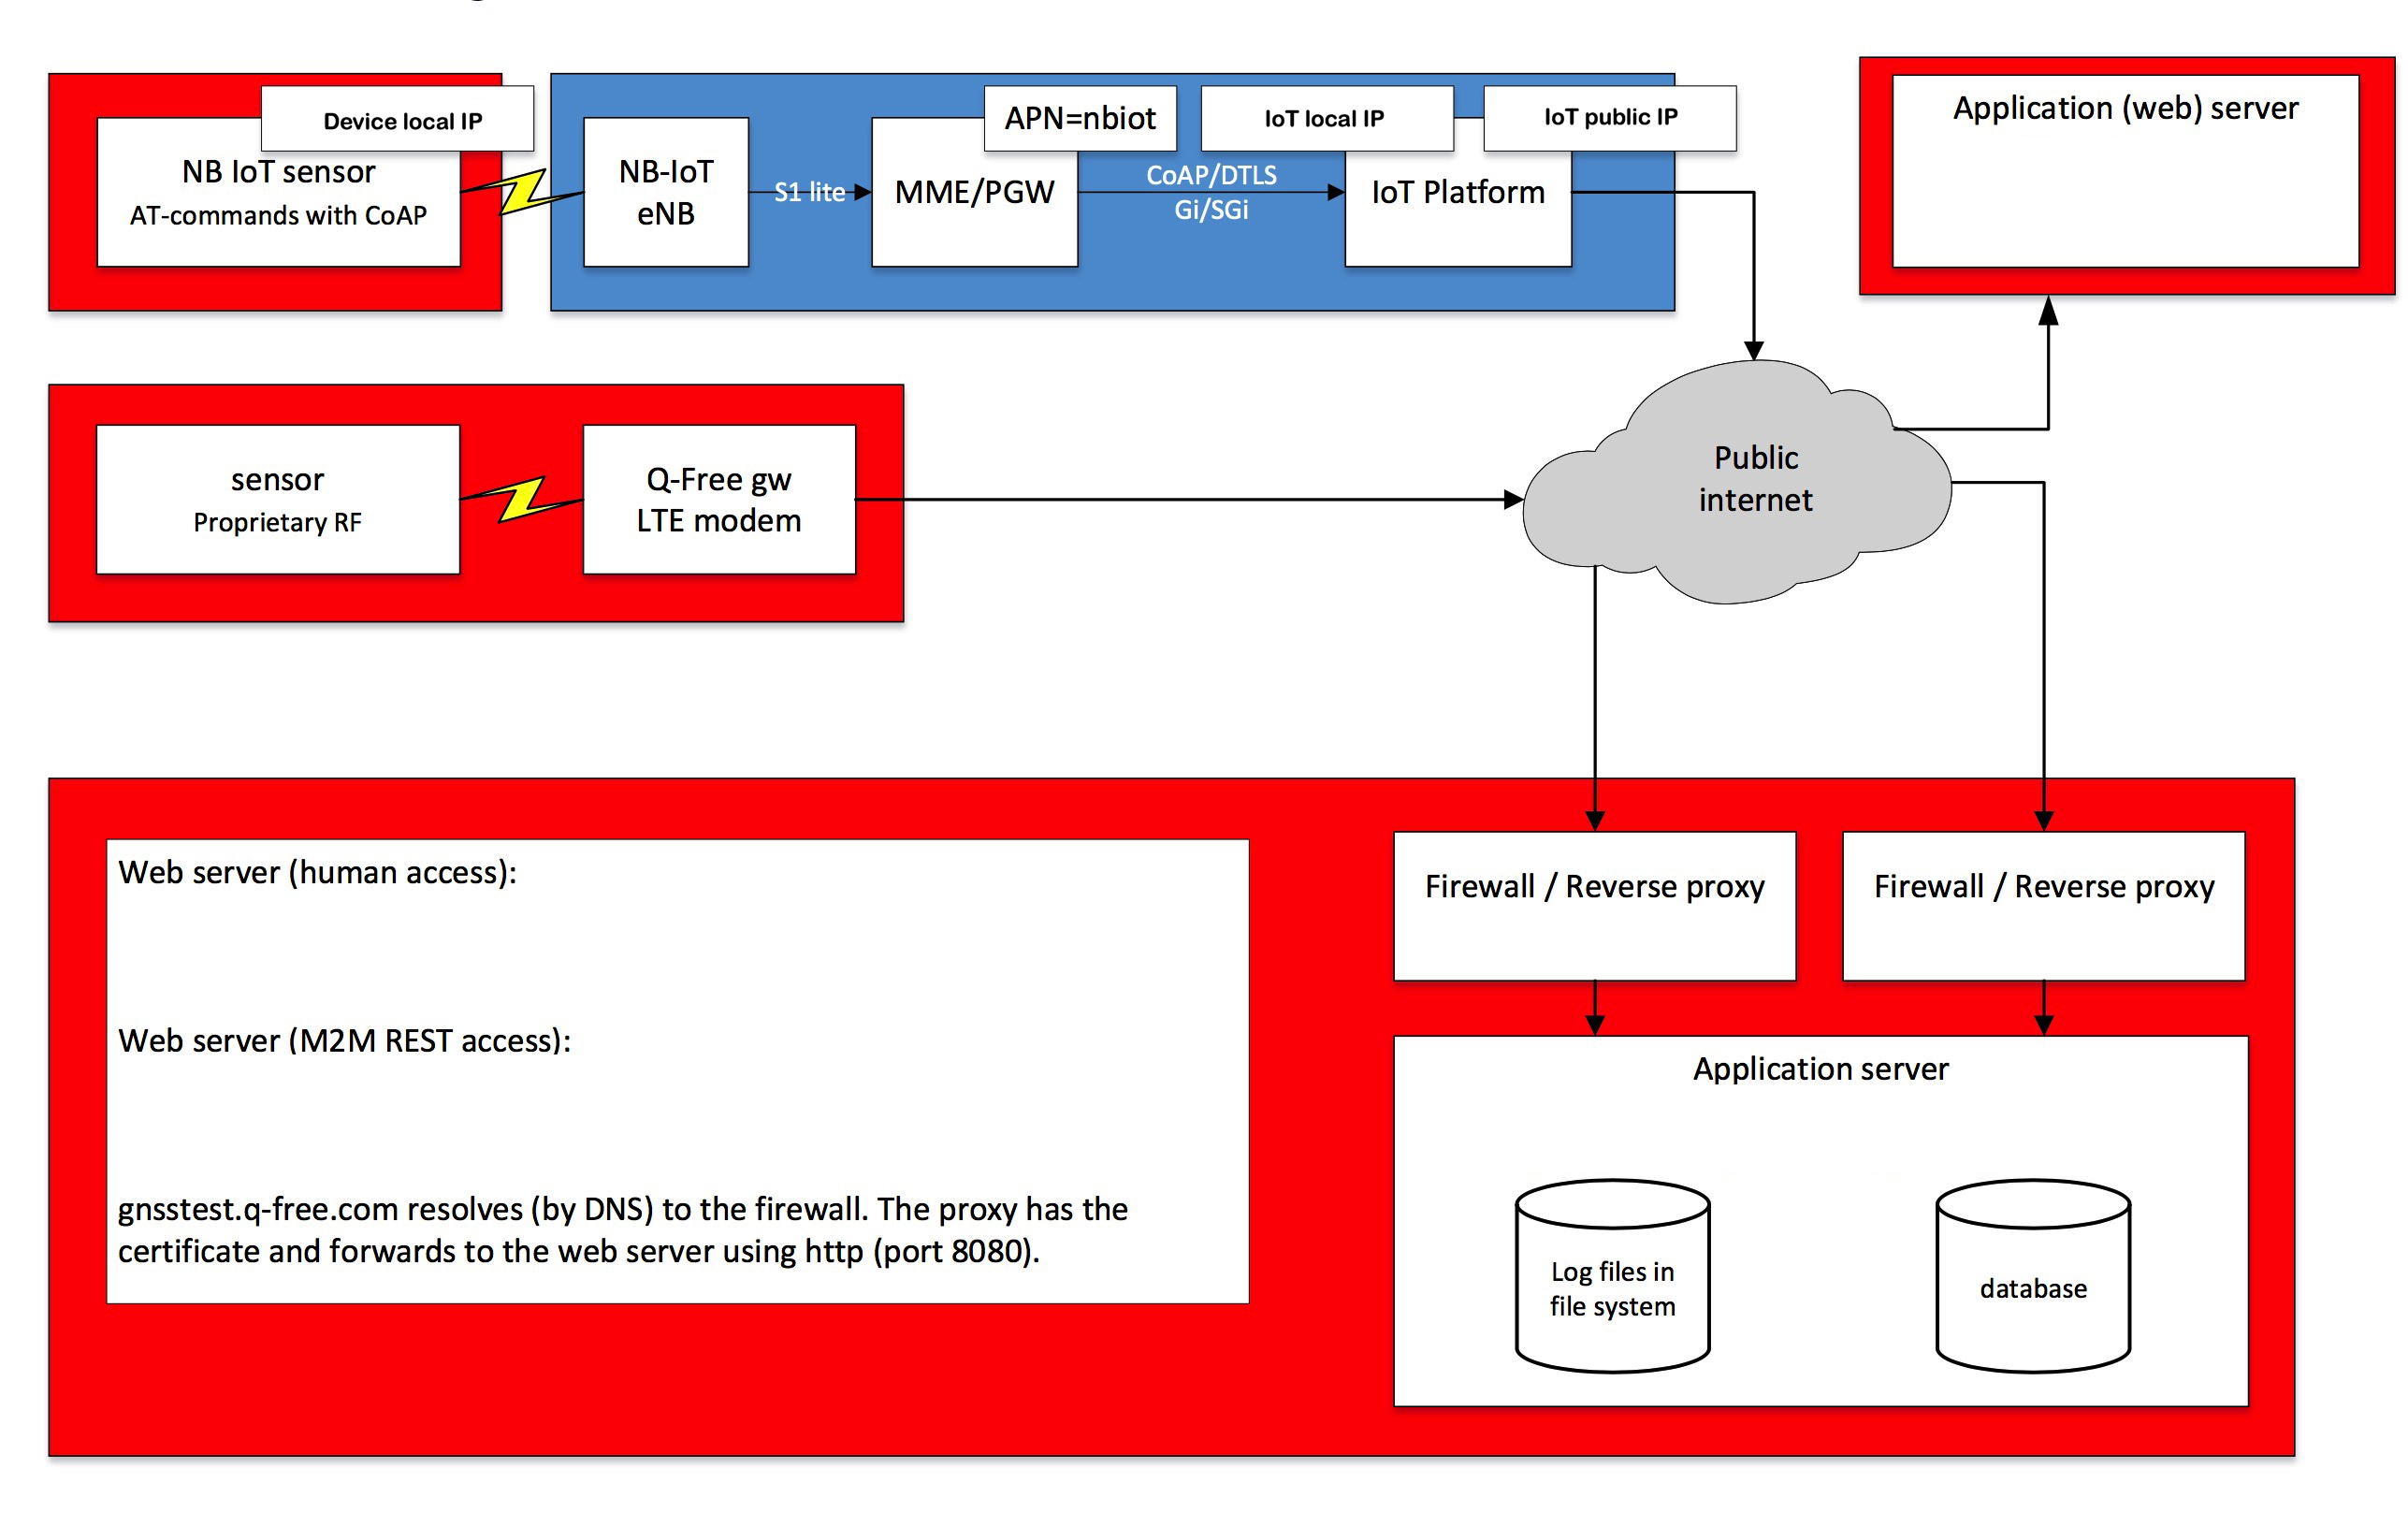 Device local IP
NB IoT sensor
AT-commands with CoAP
NB-IoT
eNB
S1 lite
APN=nbiot
MME/PGW
CoAP/DTLS
Gi/SGi
IoT local IP
IoT public IP
IoT Platform
Application (web) server
sensor
Proprietary RF
Q-Free gw
LTE modem
Public
internet
Web server (human access):
Web server (M2M REST access):
gnsstest.q-free.com resolves (by DNS) to the firewall. The proxy has the
certificate and forwards to the web server using http (port 8080).
Firewall / Reverse proxy
Firewall / Reverse proxy
Application server
Log files in
file system
database